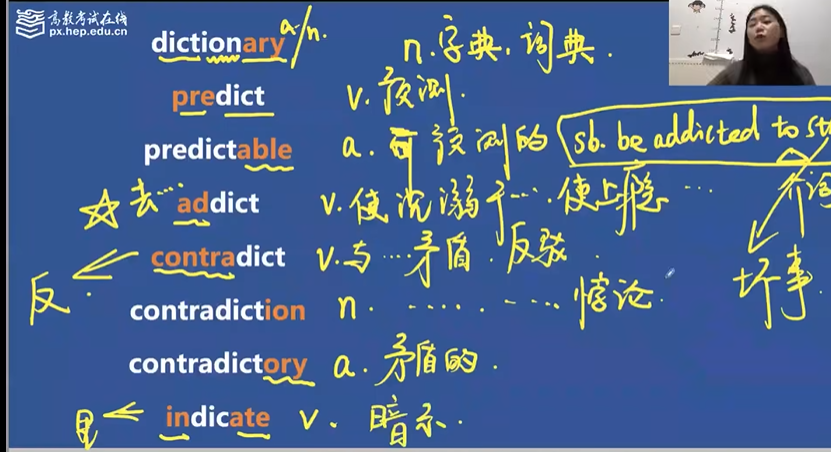 高教考试在线
px.hep.edu.cn
dictionary a/n. n.字典,词典.
predict v.预测.
predictable a.可预测的 sb. be addicted to st
☆ 去… addict v.使沉溺于….使上瘾… 介词
反. contradict v.与…矛盾.反驳. 坏事.
contradiction n. …… …… 悖论.
contradictory a.矛盾的.
indicate v.暗示.